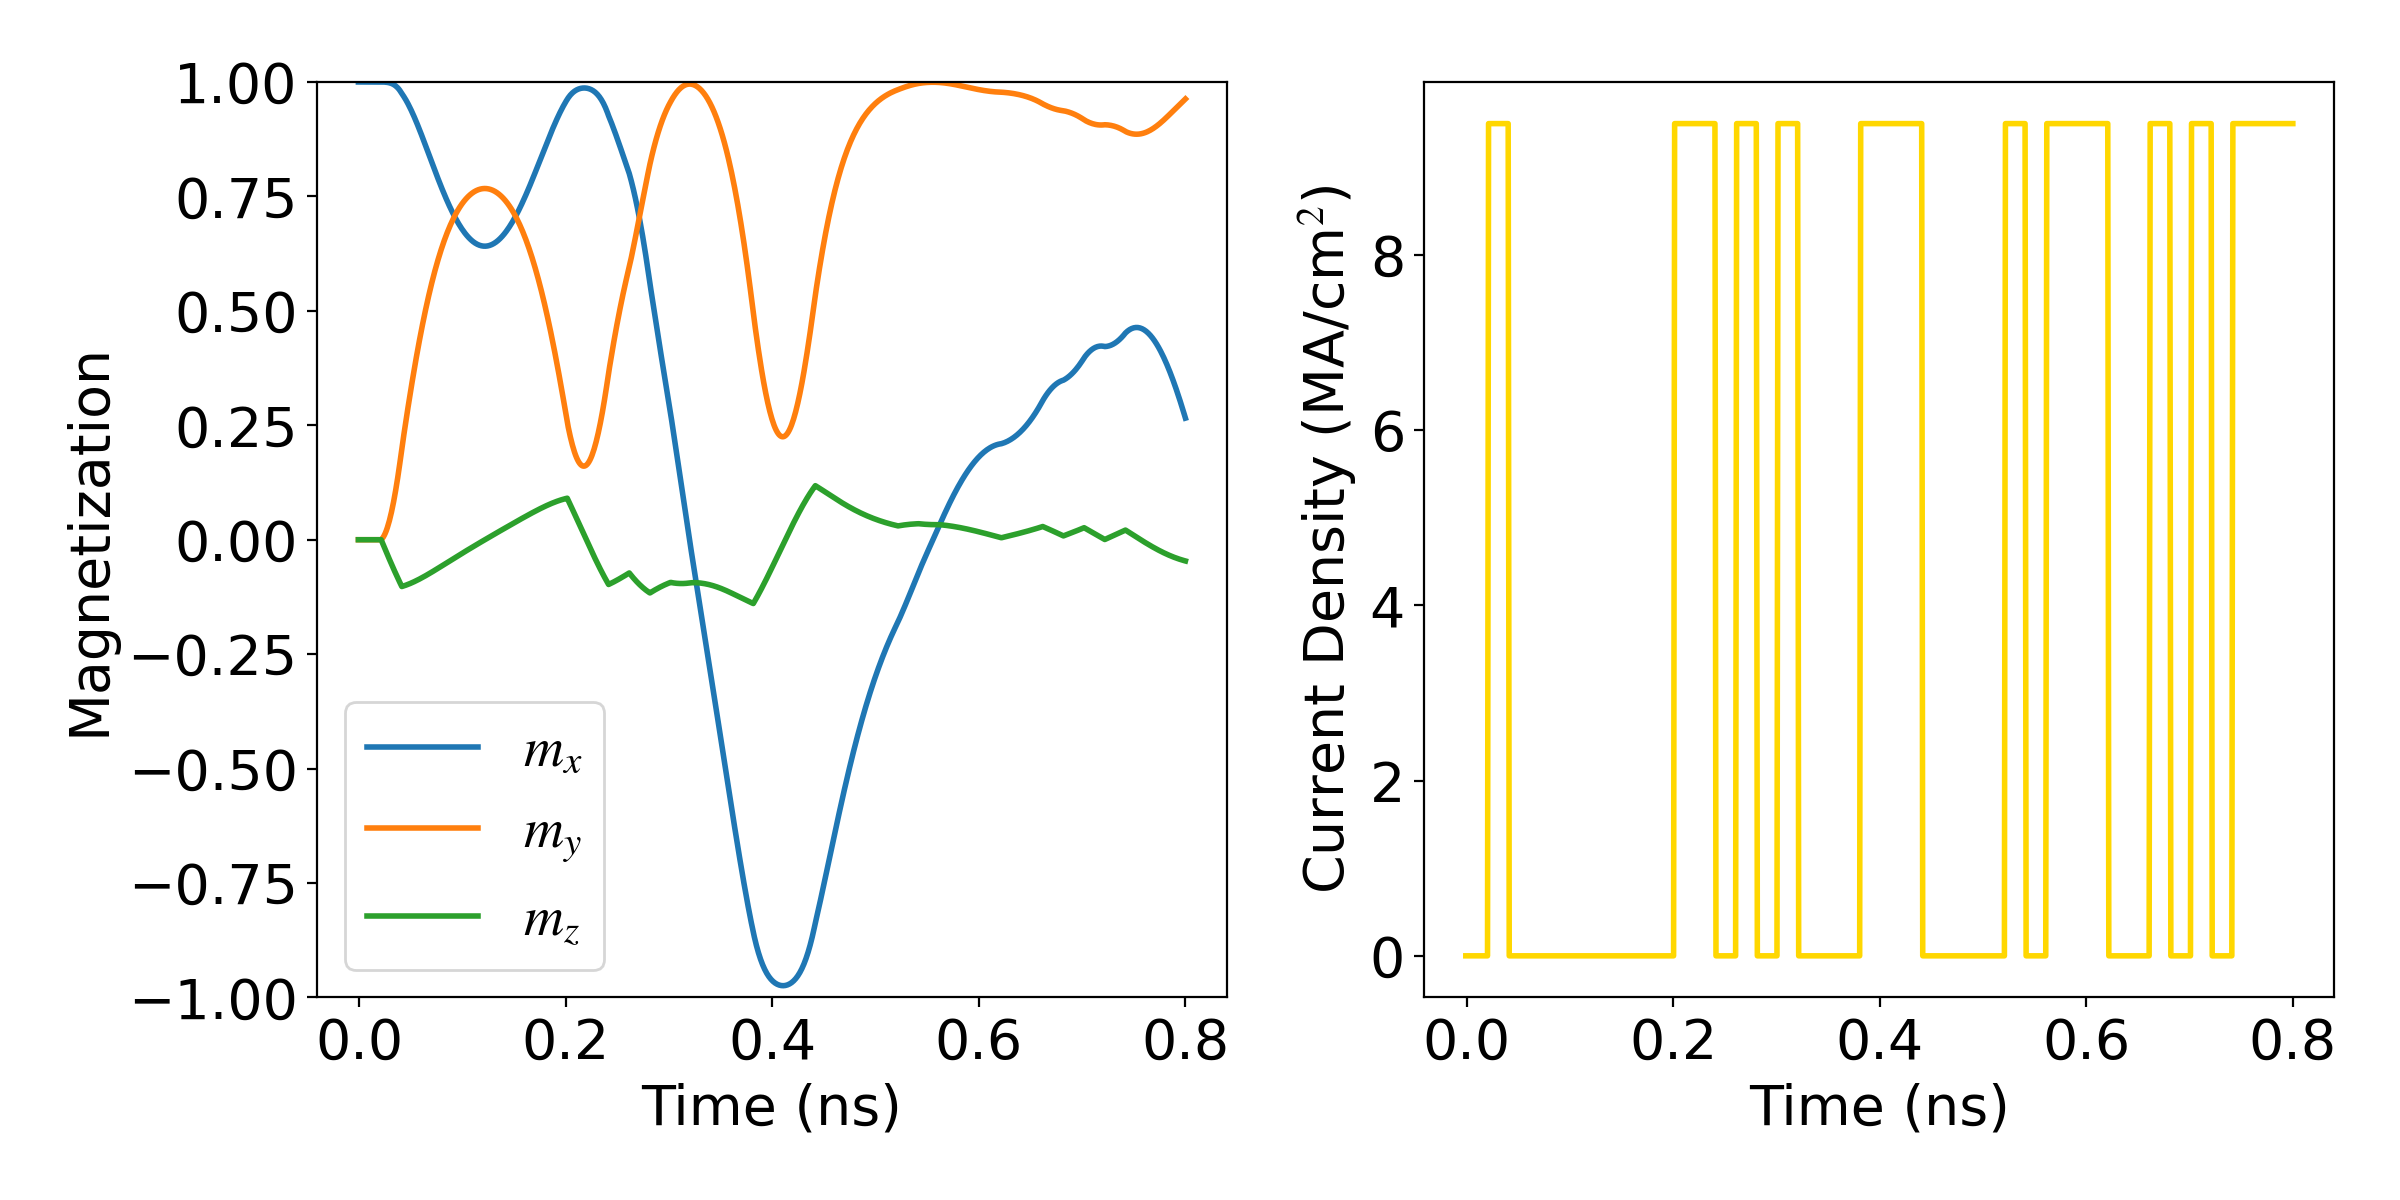 1.00
0.75
0.50
0.25
0.00
−0.25
−0.50
−0.75
−1.00
Magnetization
m_x
m_y
m_z
0.0 0.2 0.4 0.6 0.8
Time (ns)
8
6
4
2
0
Current Density (MA/cm²)
0.0 0.2 0.4 0.6 0.8
Time (ns)